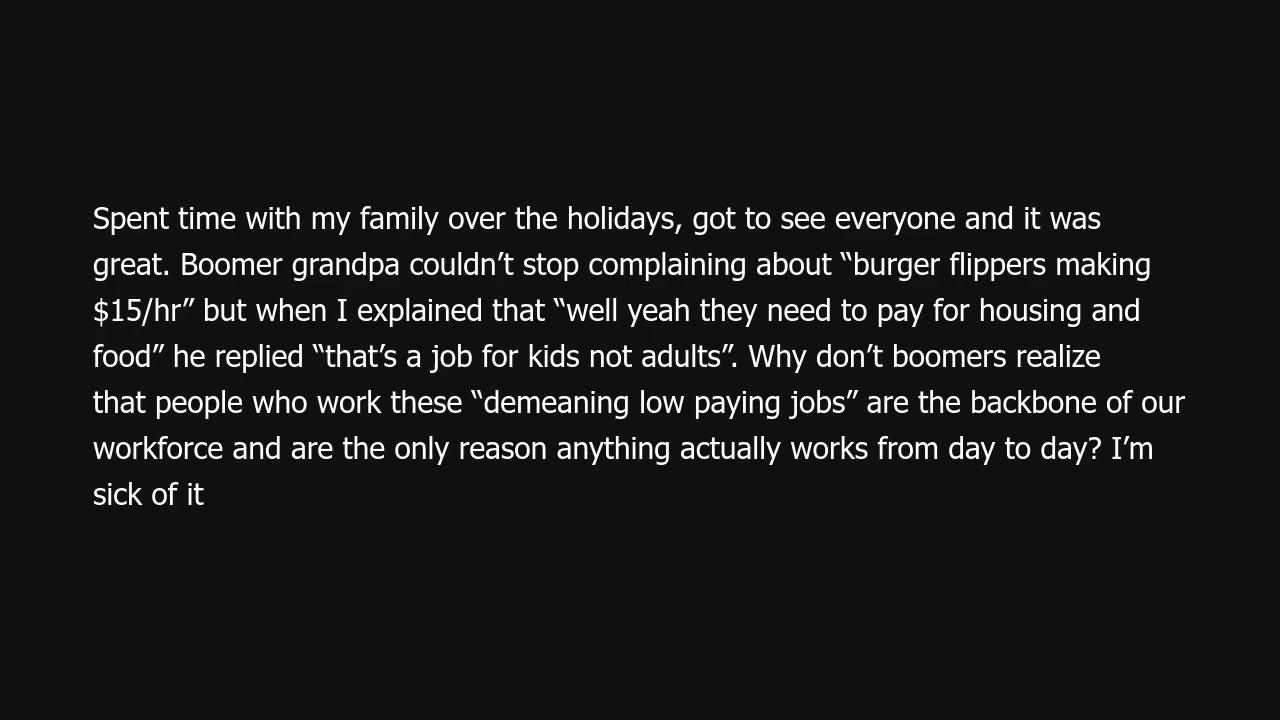 Spent time with my family over the holidays, got to see everyone and it was
great. Boomer grandpa couldn’t stop complaining about “burger flippers making
$15/hr” but when I explained that “well yeah they need to pay for housing and
food” he replied “that’s a job for kids not adults”. Why don’t boomers realize
that people who work these “demeaning low paying jobs” are the backbone of our
workforce and are the only reason anything actually works from day to day? I’m
sick of it